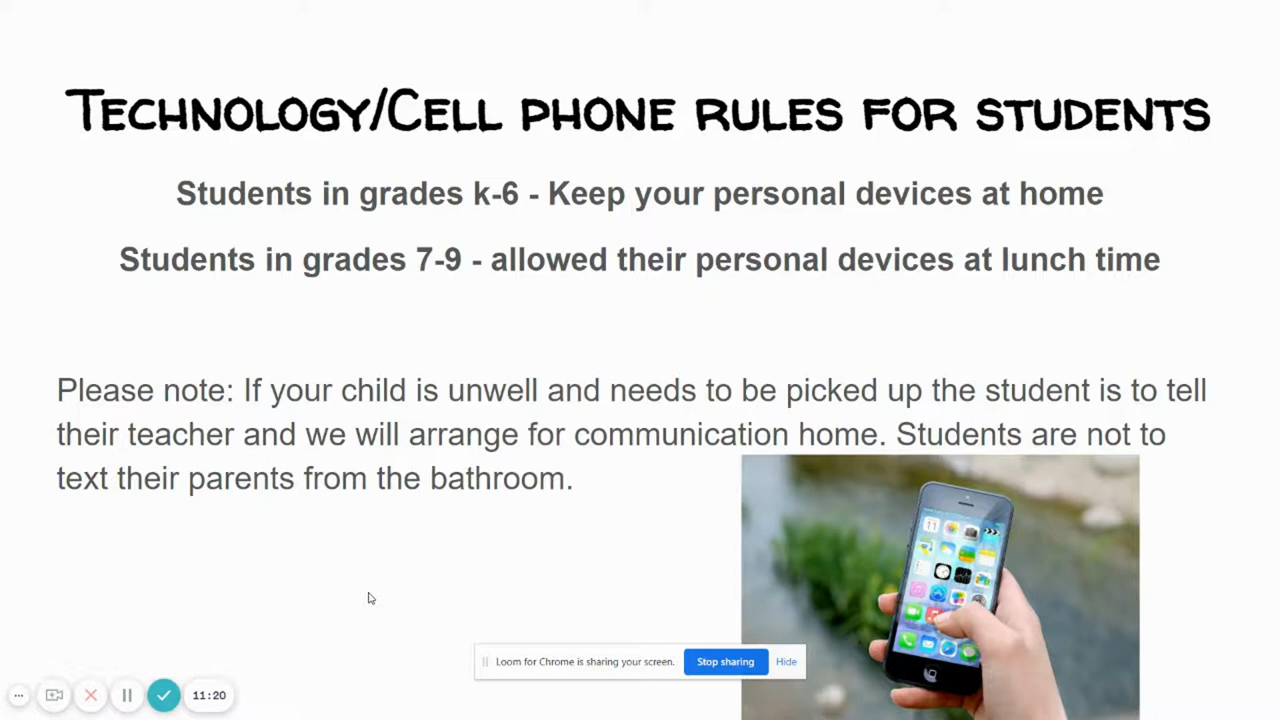 Technology/Cell phone rules for students
Students in grades k-6 - Keep your personal devices at home
Students in grades 7-9 - allowed their personal devices at lunch time
Please note: If your child is unwell and needs to be picked up the student is to tell
their teacher and we will arrange for communication home. Students are not to
text their parents from the bathroom.
Loom for Chrome is sharing your screen. Stop sharing Hide
11:20